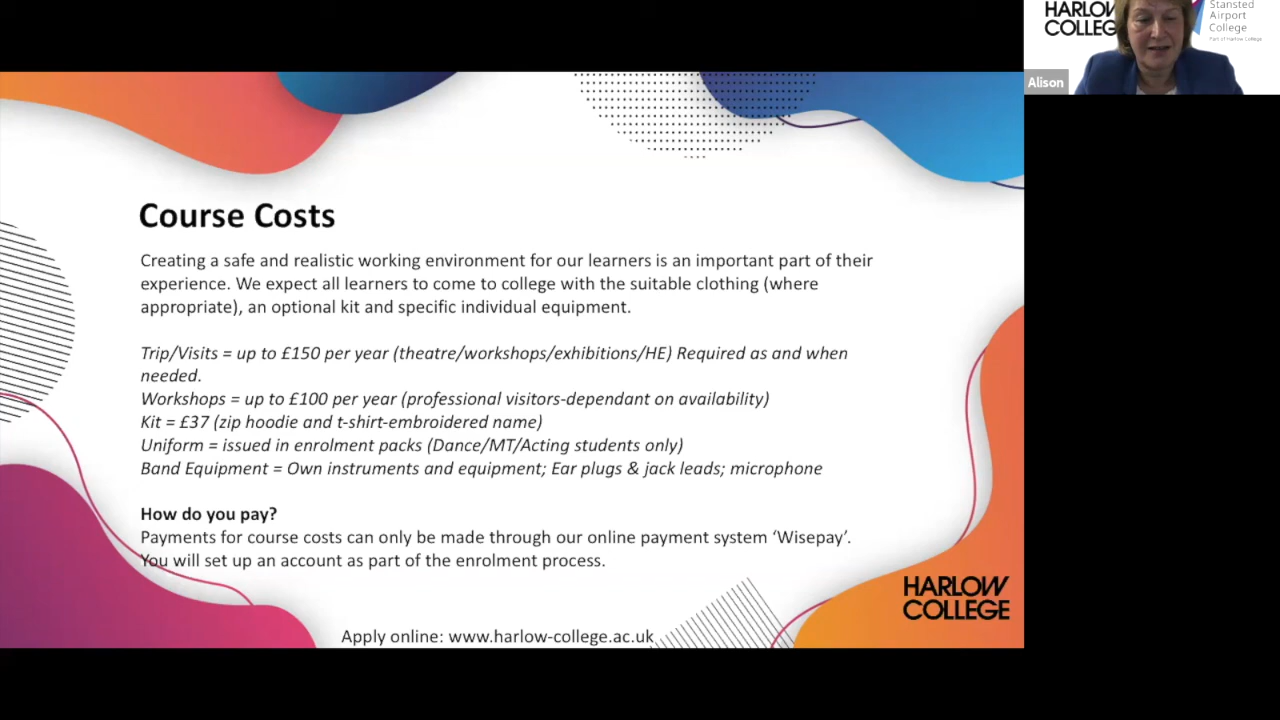 HARLOW
COLLEG
Stansted
Airport
College
Part of Harlow College
Alison
Course Costs
Creating a safe and realistic working environment for our learners is an important part of their
experience. We expect all learners to come to college with the suitable clothing (where
appropriate), an optional kit and specific individual equipment.
Trip/Visits = up to £150 per year (theatre/workshops/exhibitions/HE) Required as and when
needed.
Workshops = up to £100 per year (professional visitors-dependant on availability)
Kit = £37 (zip hoodie and t-shirt-embroidered name)
Uniform = issued in enrolment packs (Dance/MT/Acting students only)
Band Equipment = Own instruments and equipment; Ear plugs & jack leads; microphone
How do you pay?
Payments for course costs can only be made through our online payment system ‘Wisepay’.
You will set up an account as part of the enrolment process.
HARLOW
COLLEGE
Apply online: www.harlow-college.ac.uk